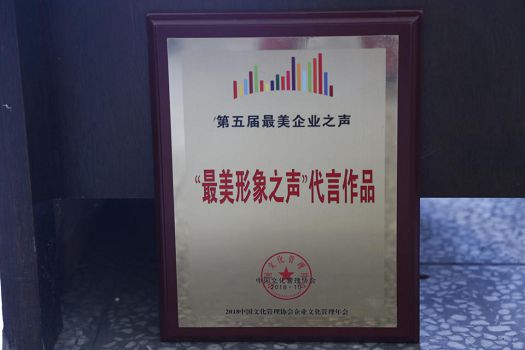 第五届最美企业之声
“最美形象之声”代言作品
中国文化管理协会
2018·10
2018中国文化管理协会企业文化管理年会